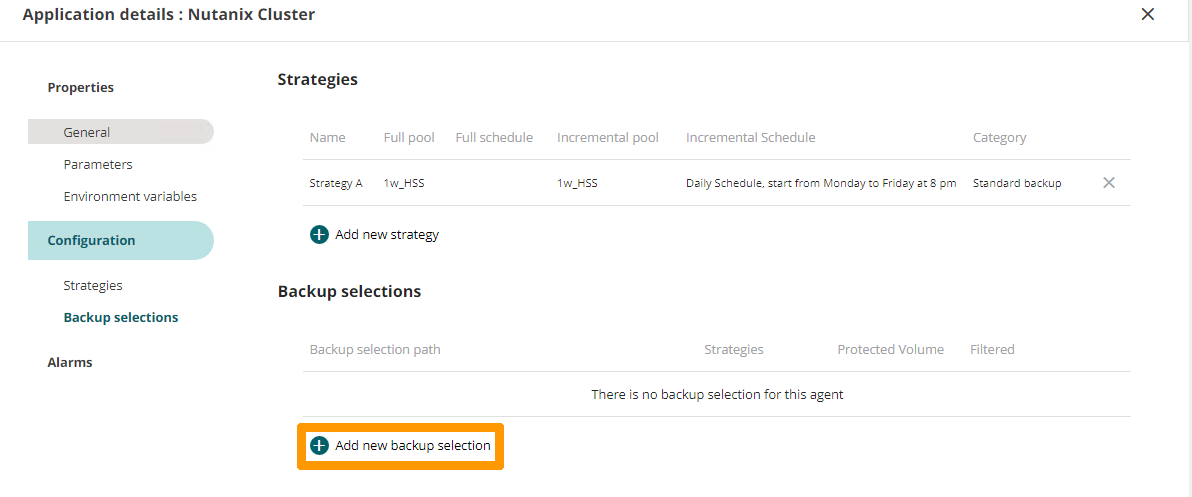 Application details : Nutanix Cluster
Properties
General
Parameters
Environment variables
Configuration
Strategies
Backup selections
Alarms
Strategies
Name Full pool Full schedule Incremental pool Incremental Schedule Category
Strategy A 1w_HSS 1w_HSS Daily Schedule, start from Monday to Friday at 8 pm Standard backup
Add new strategy
Backup selections
Backup selection path Strategies Protected Volume Filtered
There is no backup selection for this agent
Add new backup selection